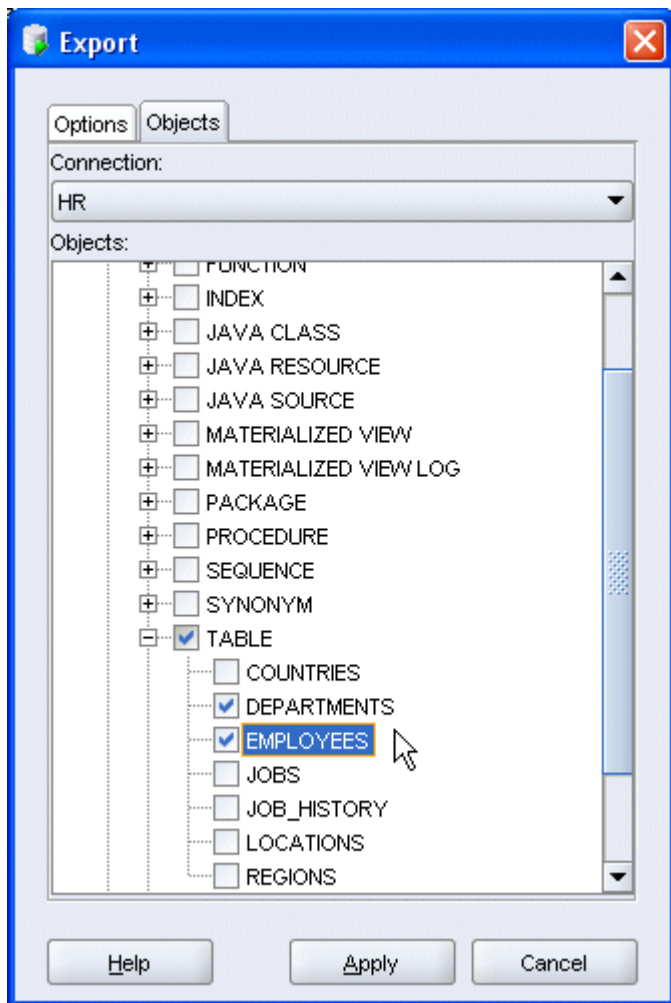 Export
Options Objects
Connection:
HR
Objects:
FUNCTION
INDEX
JAVA CLASS
JAVA RESOURCE
JAVA SOURCE
MATERIALIZED VIEW
MATERIALIZED VIEW LOG
PACKAGE
PROCEDURE
SEQUENCE
SYNONYM
TABLE
COUNTRIES
DEPARTMENTS
EMPLOYEES
JOBS
JOB_HISTORY
LOCATIONS
REGIONS
Help Apply Cancel